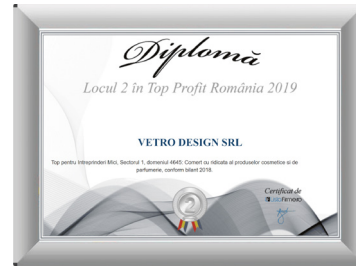 Diplomă
Locul 2 în Top Profit România 2019
VETRO DESIGN SRL
Top pentru Intreprinderi Mici, Sectorul 1, domeniul 4645: Comert cu ridicata al produselor cosmetice si de
parfumerie, conform bilant 2018.
Certificat de
2